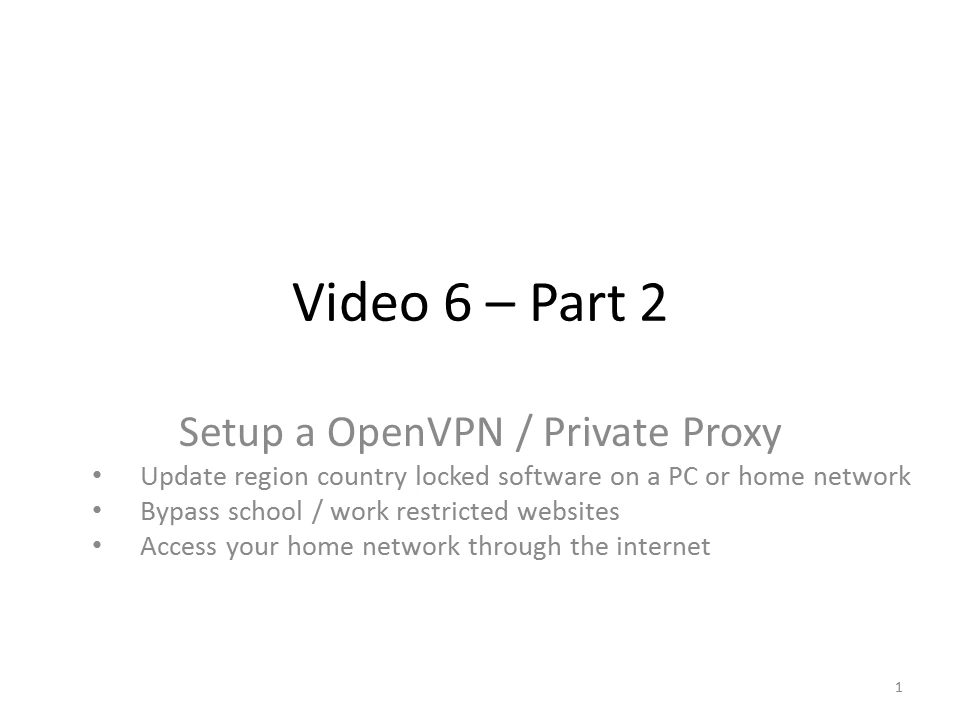 Video 6 – Part 2
Setup a OpenVPN / Private Proxy
• Update region country locked software on a PC or home network
• Bypass school / work restricted websites
• Access your home network through the internet
1